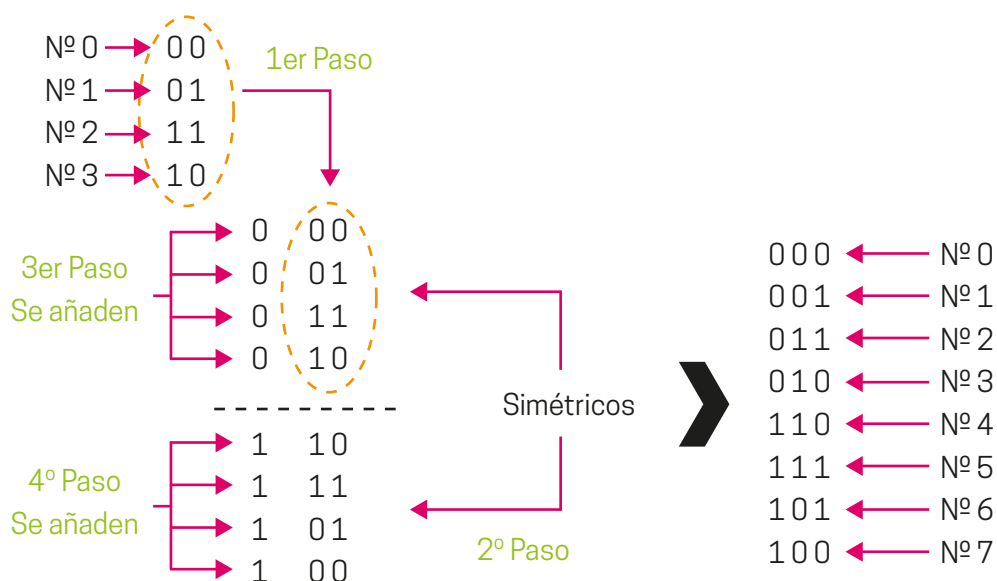 Nº 0 00
1er Paso
Nº 1 01
Nº 2 11
Nº 3 10
0 00
0 01
0 11
0 10
3er Paso
Se añaden
Simétricos
1 10
1 11
1 01
1 00
4º Paso
Se añaden
2º Paso
000 Nº 0
001 Nº 1
011 Nº 2
010 Nº 3
110 Nº 4
111 Nº 5
101 Nº 6
100 Nº 7